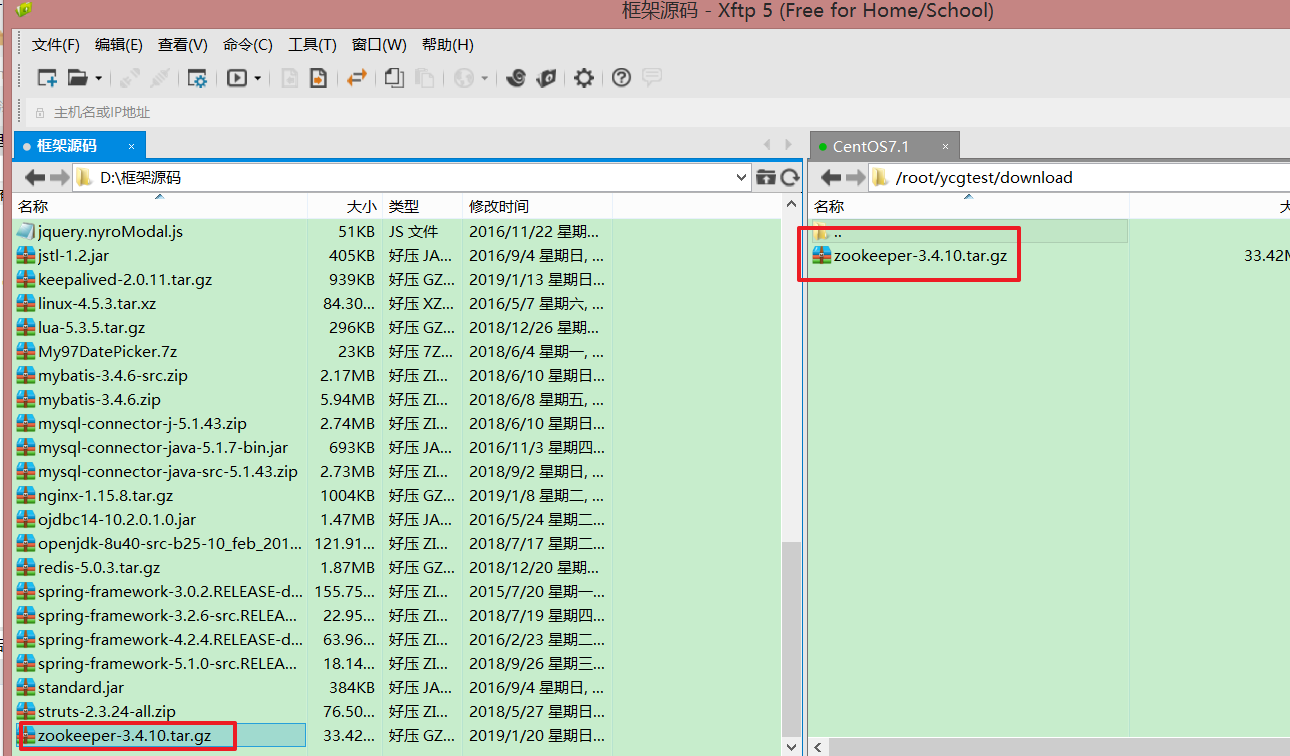 框架源码 - Xftp 5 (Free for Home/School)
文件(F) 编辑(E) 查看(V) 命令(C) 工具(T) 窗口(W) 帮助(H)
主机名或IP地址
框架源码 × CentOS7.1 ×
D:\框架源码 /root/ycgtest/download
名称 大小 类型 修改时间 名称
jquery.nyroModal.js 51KB JS 文件 2016/11/22 星期... ..
jstl-1.2.jar 405KB 好压 JA... 2016/9/4 星期日, ... zookeeper-3.4.10.tar.gz 33.42M
keepalived-2.0.11.tar.gz 939KB 好压 GZ... 2019/1/13 星期日...
linux-4.5.3.tar.xz 84.30... 好压 XZ... 2016/5/7 星期六, ...
lua-5.3.5.tar.gz 296KB 好压 GZ... 2018/12/26 星期...
My97DatePicker.7z 23KB 好压 7Z... 2018/6/4 星期一, ...
mybatis-3.4.6-src.zip 2.17MB 好压 ZI... 2018/6/10 星期日...
mybatis-3.4.6.zip 5.94MB 好压 ZI... 2018/6/8 星期五, ...
mysql-connector-j-5.1.43.zip 2.74MB 好压 ZI... 2018/6/10 星期日...
mysql-connector-java-5.1.7-bin.jar 693KB 好压 JA... 2016/11/3 星期四...
mysql-connector-java-src-5.1.43.zip 2.73MB 好压 ZI... 2018/9/2 星期日, ...
nginx-1.15.8.tar.gz 1004KB 好压 GZ... 2019/1/8 星期二, ...
ojdbc14-10.2.0.1.0.jar 1.47MB 好压 JA... 2016/5/24 星期二...
openjdk-8u40-src-b25-10_feb_201... 121.91... 好压 ZI... 2018/7/17 星期二...
redis-5.0.3.tar.gz 1.87MB 好压 GZ... 2018/12/20 星期...
spring-framework-3.0.2.RELEASE-d... 155.75... 好压 ZI... 2015/7/20 星期一...
spring-framework-3.2.6-src.RELEA... 22.95... 好压 ZI... 2018/7/19 星期四...
spring-framework-4.2.4.RELEASE-d... 63.96... 好压 ZI... 2016/2/23 星期二...
spring-framework-5.1.0-src.RELEA... 18.14... 好压 ZI... 2018/9/26 星期三...
standard.jar 384KB 好压 JA... 2016/9/4 星期日, ...
struts-2.3.24-all.zip 76.50... 好压 ZI... 2018/5/27 星期日...
zookeeper-3.4.10.tar.gz 33.42... 好压 GZ... 2019/1/20 星期日...